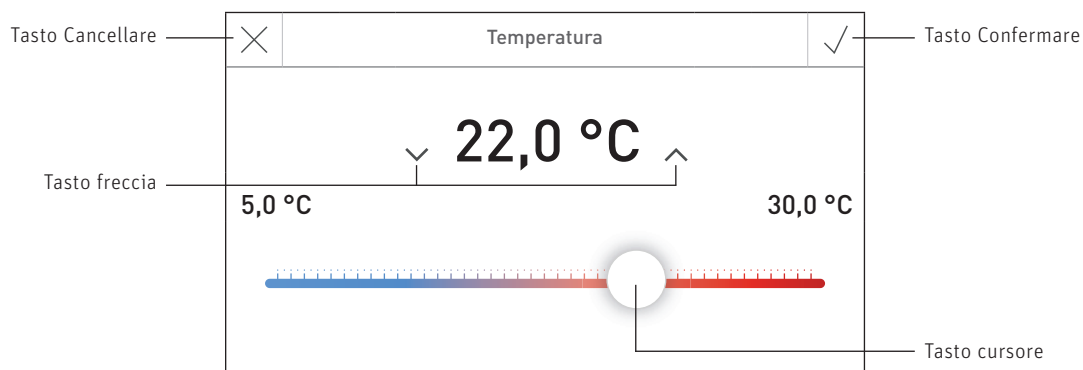 Tasto Cancellare
Temperatura
Tasto Confermare
22,0 °C
Tasto freccia
5,0 °C
30,0 °C
Tasto cursore